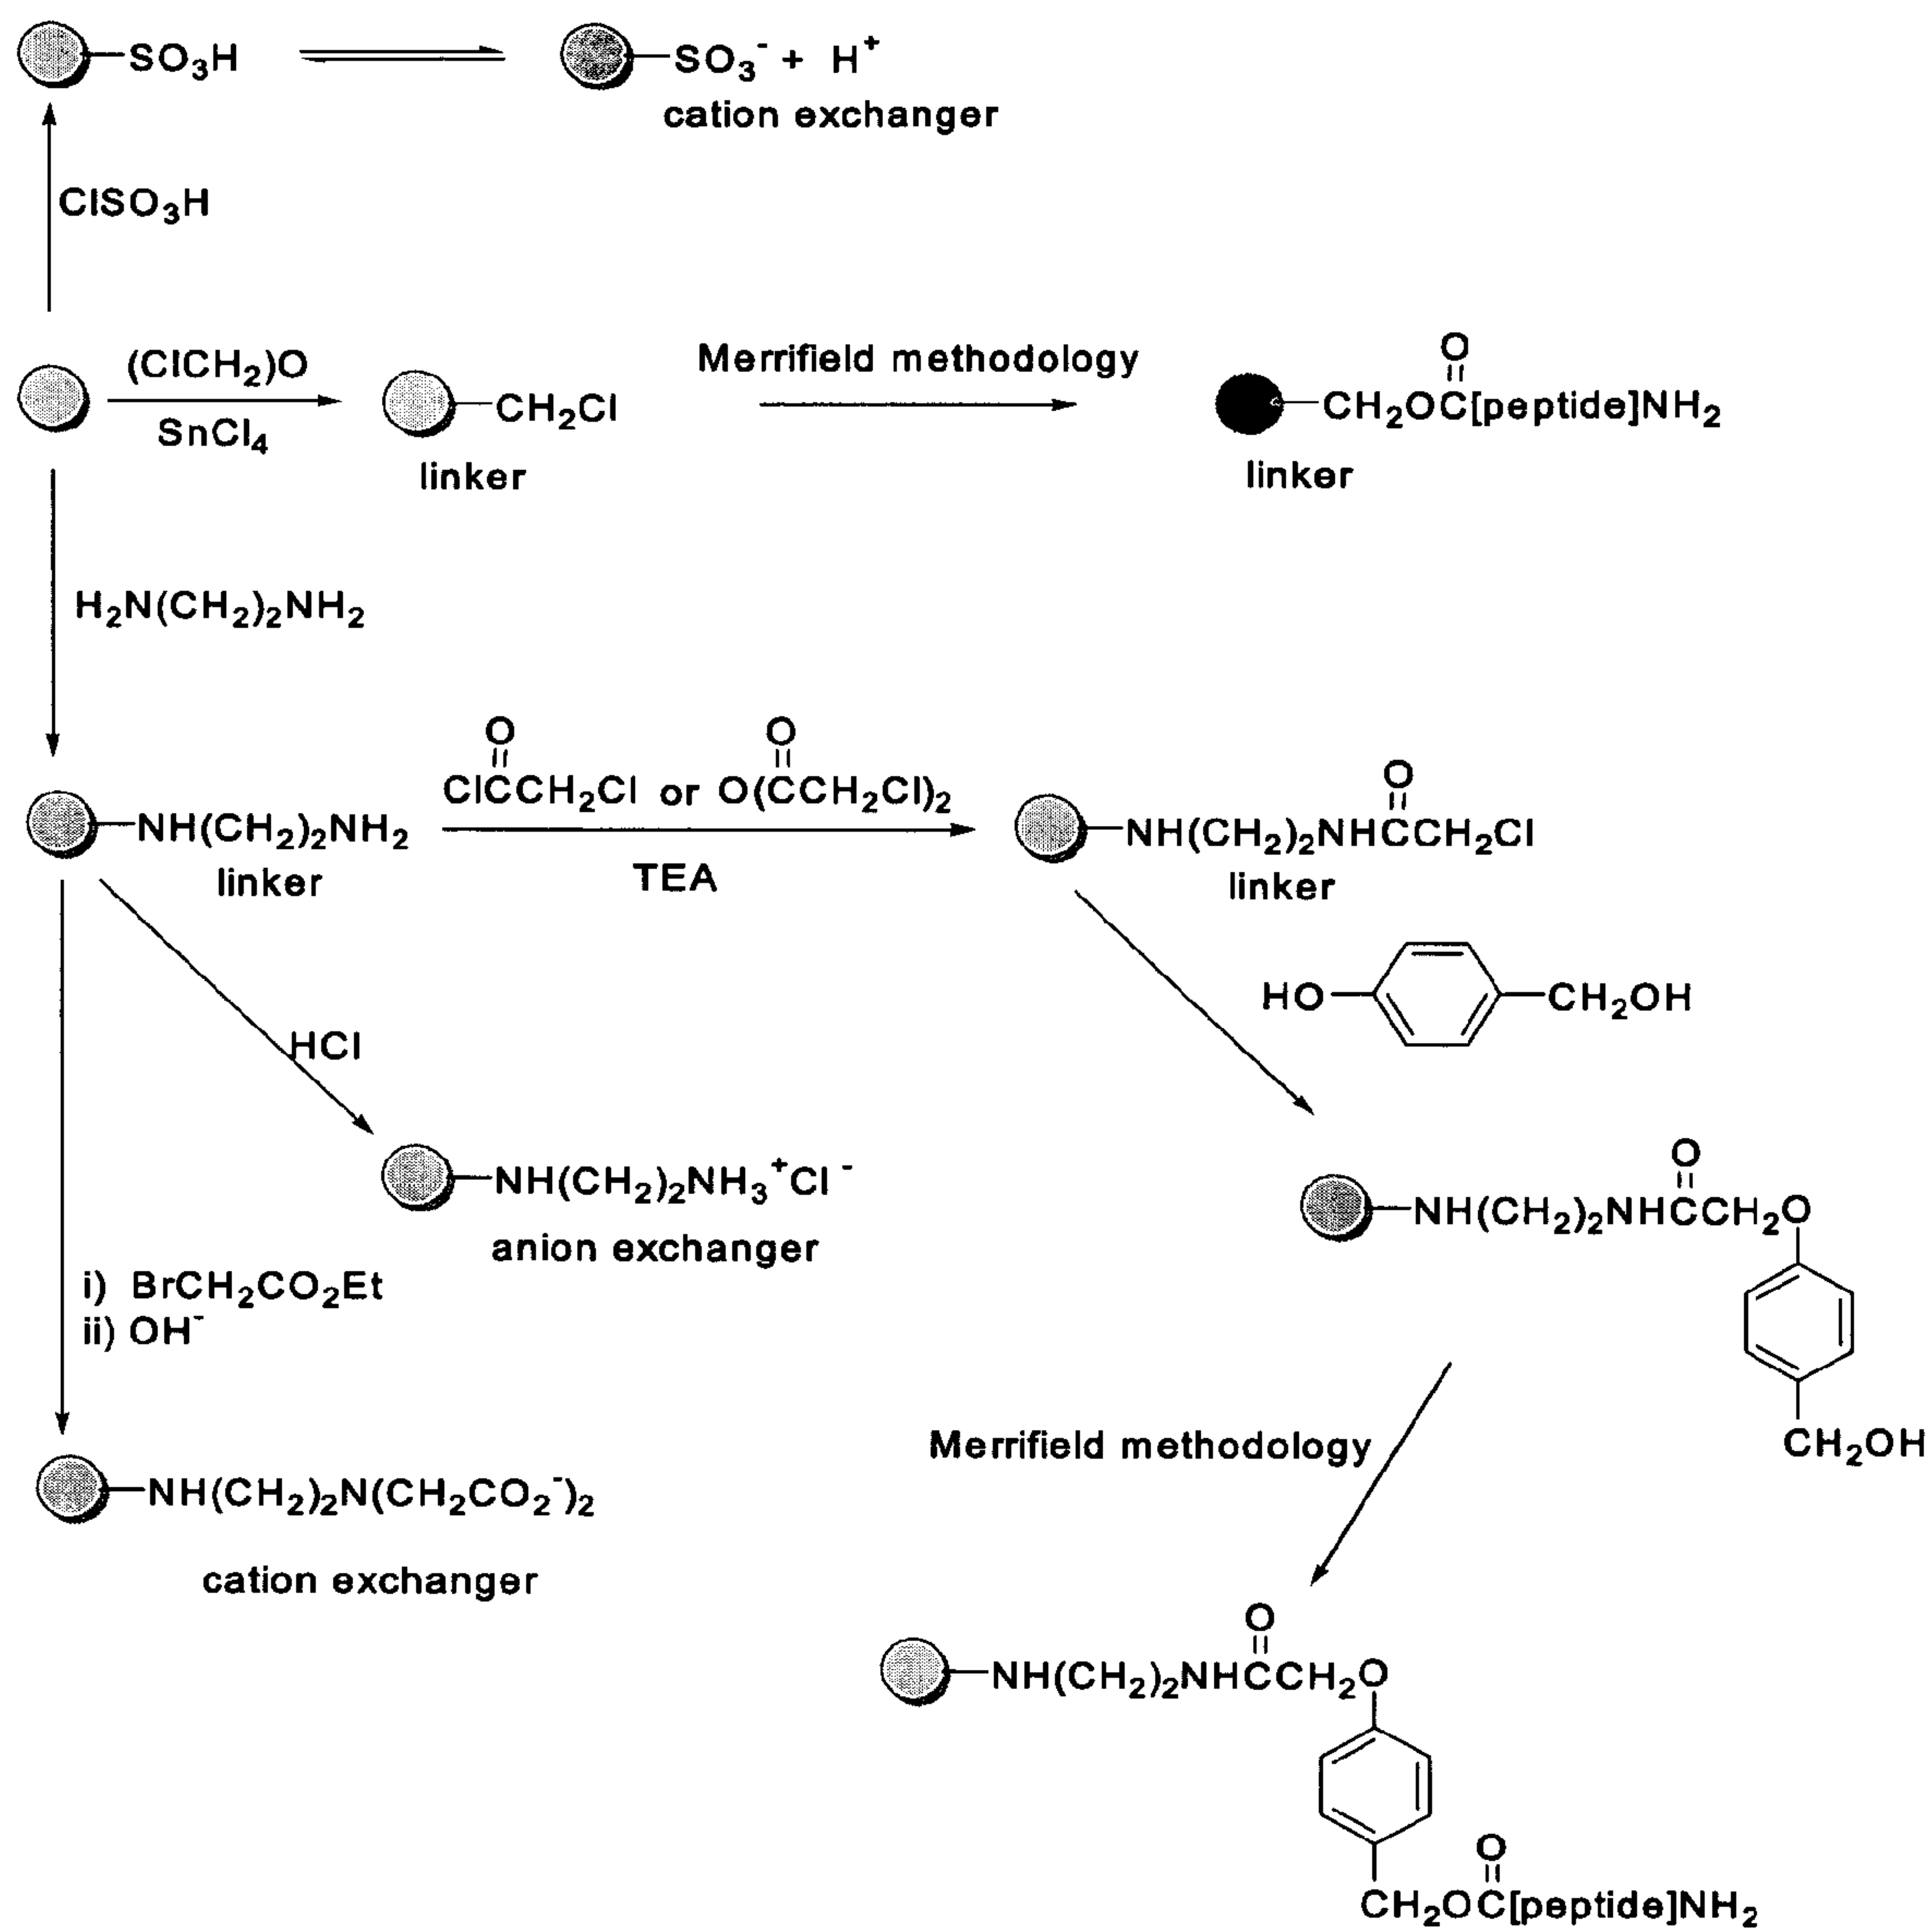 SO₃H
SO₃⁻ + H⁺
cation exchanger
ClSO₃H
(ClCH₂)O
SnCl₄
CH₂Cl
linker
Merrifield methodology
O
CH₂OC[peptide]NH₂
linker
H₂N(CH₂)₂NH₂
NH(CH₂)₂NH₂
linker
O O
ClCCH₂Cl or O(CCH₂Cl)₂
TEA
O
NH(CH₂)₂NHCCH₂Cl
linker
HO CH₂OH
HCl
NH(CH₂)₂NH₃⁺Cl⁻
anion exchanger
O
NH(CH₂)₂NHCCH₂O
CH₂OH
i) BrCH₂CO₂Et
ii) OH⁻
NH(CH₂)₂N(CH₂CO₂⁻)₂
cation exchanger
Merrifield methodology
O
NH(CH₂)₂NHCCH₂O
O
CH₂OC[peptide]NH₂